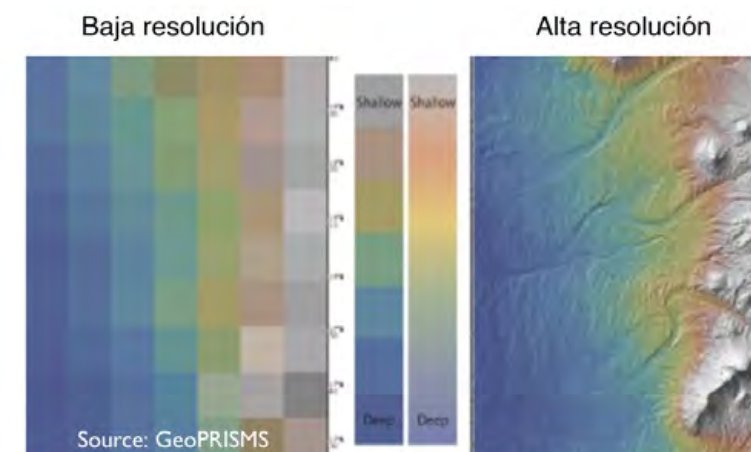 Baja resolución
Alta resolución
Shallow
Shallow
Deep
Deep
Source: GeoPRISMS